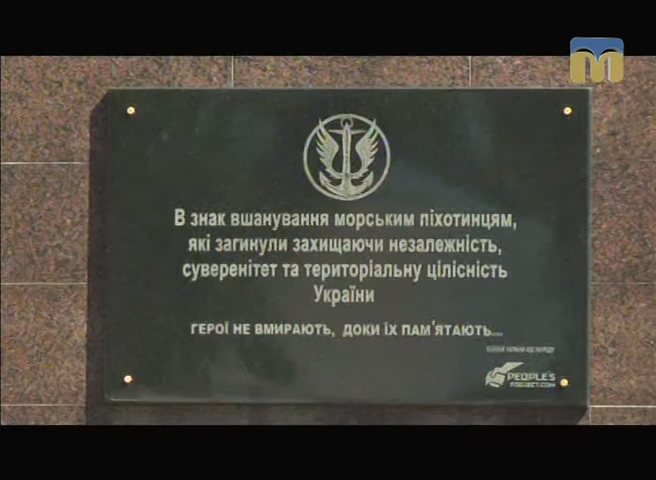 В знак вшанування морським піхотинцям,
які загинули захищаючи незалежність,
суверенітет та територіальну цілісність
України
ГЕРОЇ НЕ ВМИРАЮТЬ, ДОКИ ЇХ ПАМ'ЯТАЮТЬ...
PEOPLE'S
PROJECT.COM